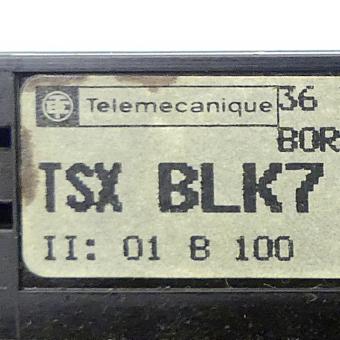 Telemecanique 36
BOR
TSX BLK7
II: 01 B 100